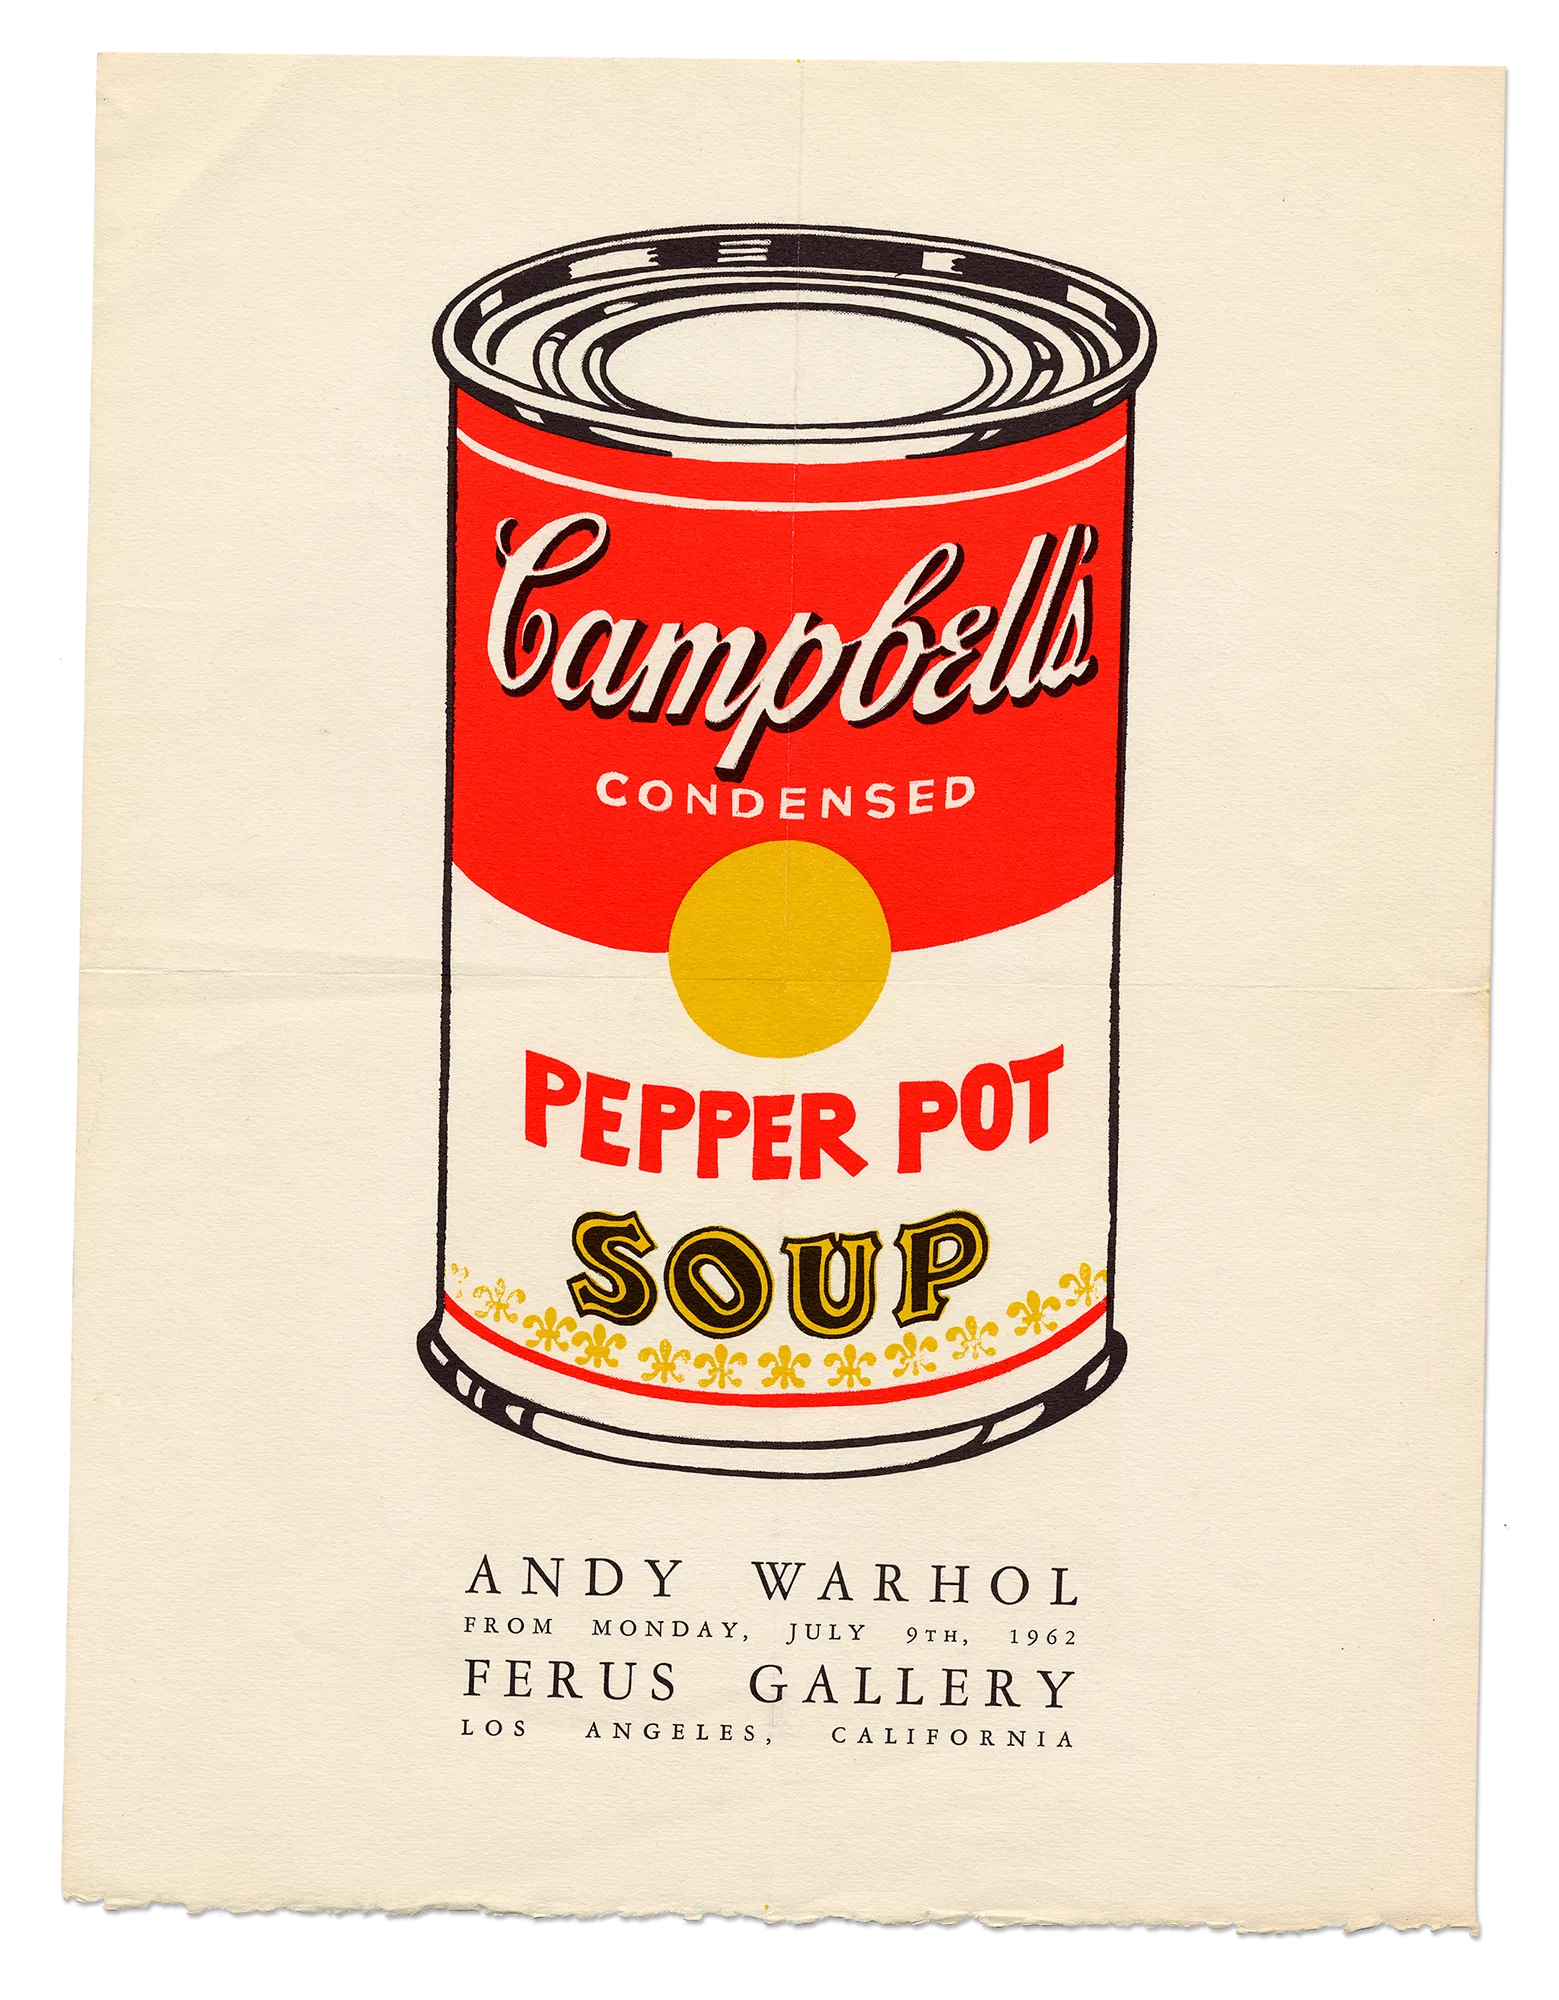 Campbell's
CONDENSED
PEPPER POT
SOUP
ANDY WARHOL
FROM MONDAY, JULY 9TH, 1962
FERUS GALLERY
LOS ANGELES, CALIFORNIA